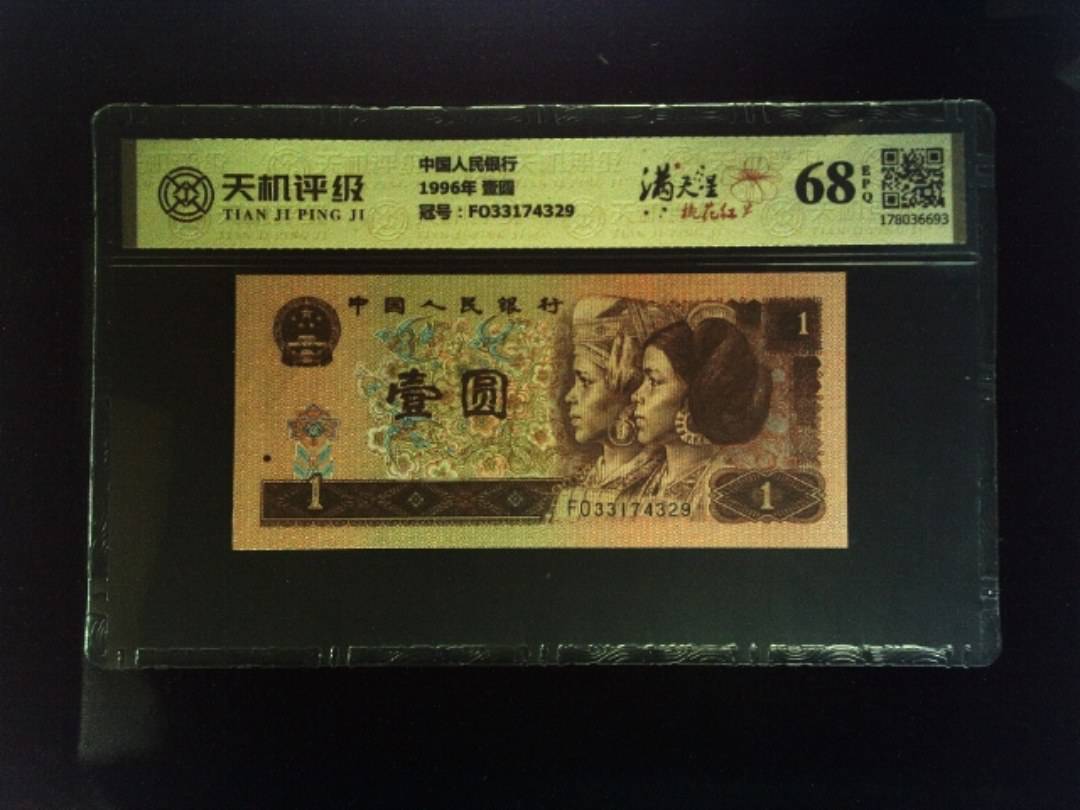 天机评级
TIAN JI PING JI
中国人民银行
1996年 壹圆
冠号：FO33174329
满天星
桃花红
68
EPQ
178036693
中国人民银行
1
壹圆
1
1
FO33174329